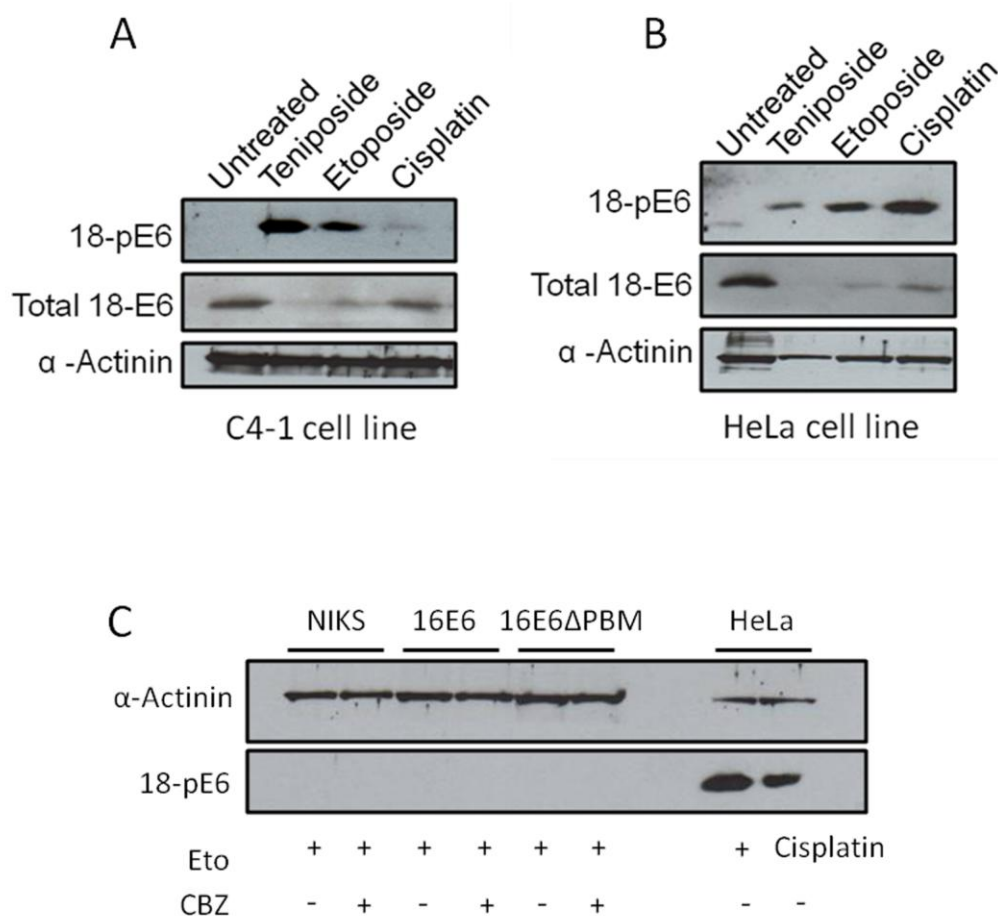 A
Untreated Teniposide Etoposide Cisplatin
18-pE6
Total 18-E6
α -Actinin
C4-1 cell line
B
Untreated Teniposide Etoposide Cisplatin
18-pE6
Total 18-E6
α -Actinin
HeLa cell line
C
NIKS 16E6 16E6ΔPBM HeLa
α-Actinin
18-pE6
Eto + + + + + + + Cisplatin
CBZ - + - + - + - -